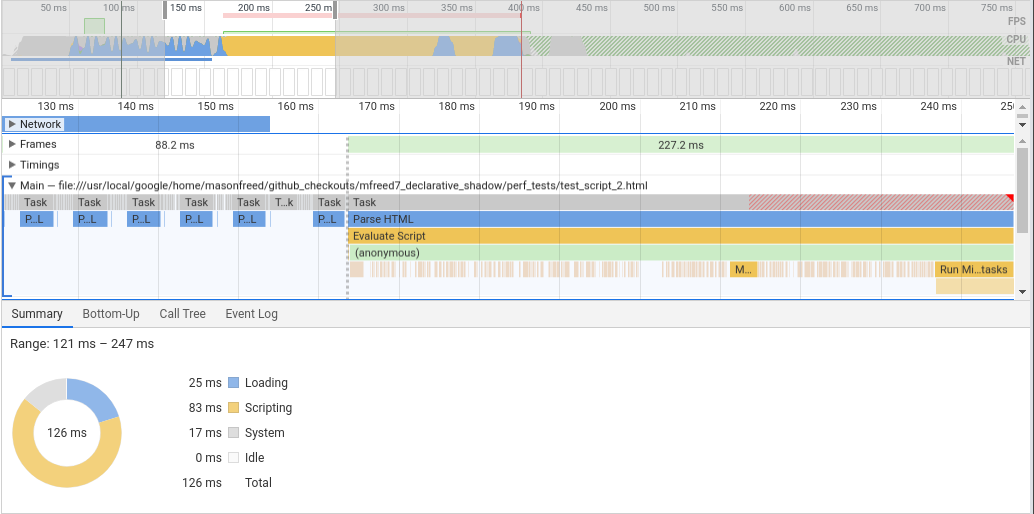 50 ms 100 ms 150 ms 200 ms 250 m 300 ms 350 ms 400 ms 450 ms 500 ms 550 ms 600 ms 650 ms 700 ms 750 ms
FPS
CPU
NET
130 ms 140 ms 150 ms 160 ms 170 ms 180 ms 190 ms 200 ms 210 ms 220 ms 230 ms 240 ms 250
Network
Frames 88.2 ms 227.2 ms
Timings
Main — file:///usr/local/google/home/masonfreed/github_checkouts/mfreed7_declarative_shadow/perf_tests/test_script_2.html
Task Task Task Task Task T...k Task Task
P...L P...L P...L P...L P...L P...L Parse HTML
Evaluate Script
(anonymous)
M... Run Mi...tasks
Summary Bottom-Up Call Tree Event Log
Range: 121 ms – 247 ms
25 ms Loading
83 ms Scripting
126 ms 17 ms System
0 ms Idle
126 ms Total